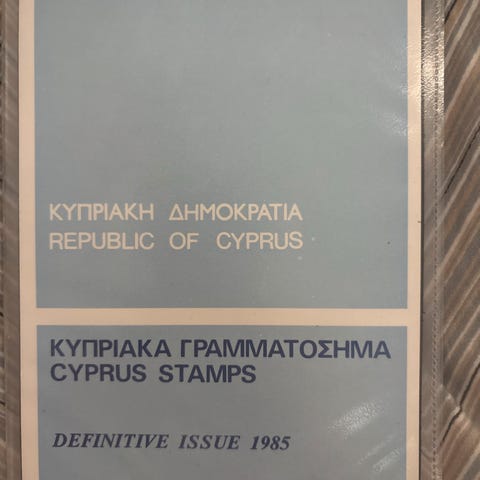 ΚΥΠΡΙΑΚΗ ΔΗΜΟΚΡΑΤΙΑ
REPUBLIC OF CYPRUS
ΚΥΠΡΙΑΚΑ ΓΡΑΜΜΑΤΟΣΗΜΑ
CYPRUS STAMPS
DEFINITIVE ISSUE 1985